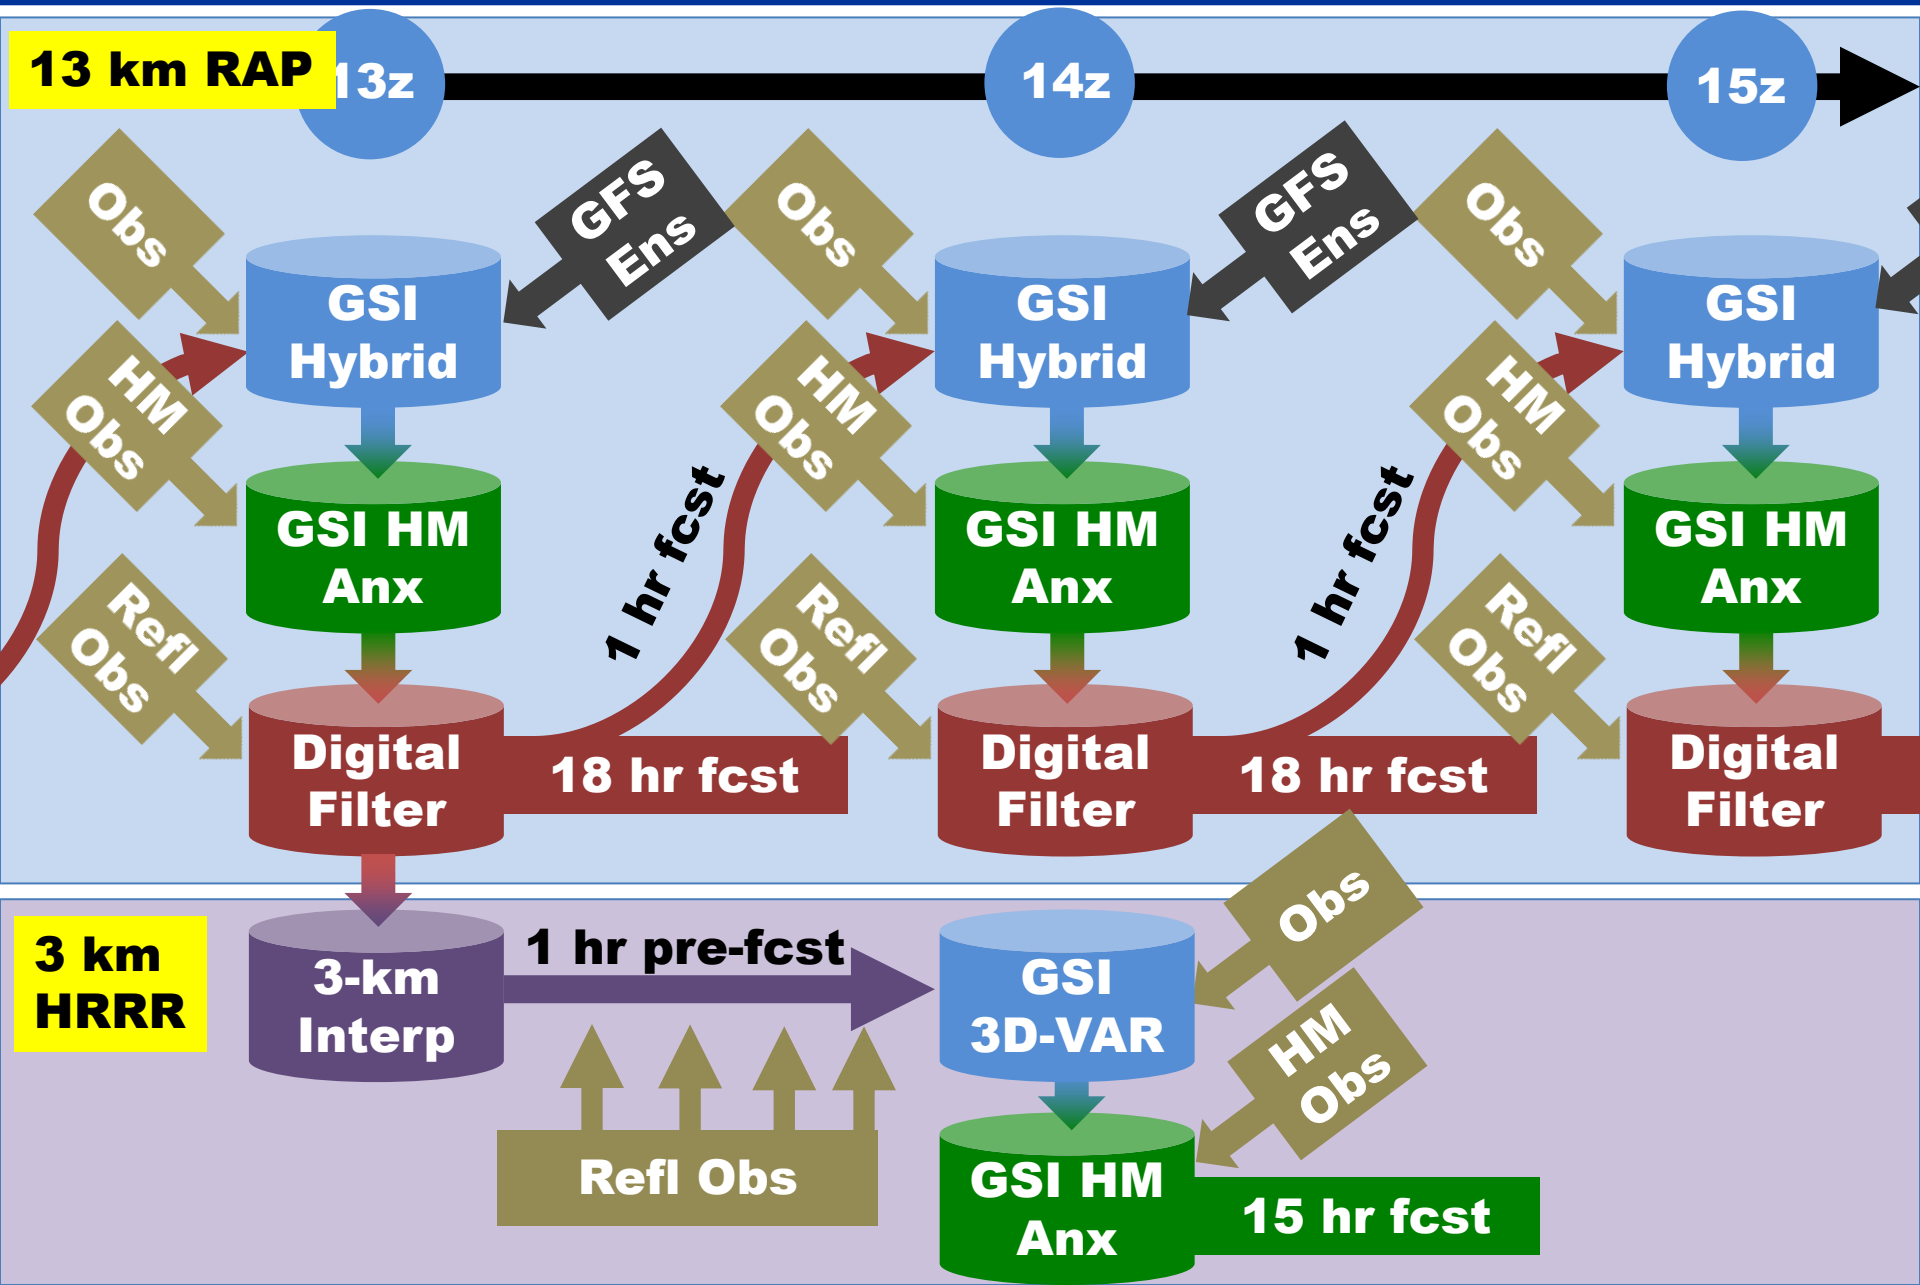 13 km RAP
13z
14z
15z
Obs
GFS
Ens
Obs
GFS
Ens
Obs
GSI
Hybrid
GSI
Hybrid
GSI
Hybrid
HM
Obs
HM
Obs
HM
Obs
GSI HM
Anx
1 hr fcst
GSI HM
Anx
1 hr fcst
GSI HM
Anx
Refl
Obs
Refl
Obs
Refl
Obs
Digital
Filter
18 hr fcst
Digital
Filter
18 hr fcst
Digital
Filter
3 km
HRRR
3-km
Interp
1 hr pre-fcst
GSI
3D-VAR
Obs
HM
Obs
Refl Obs
GSI HM
Anx
15 hr fcst